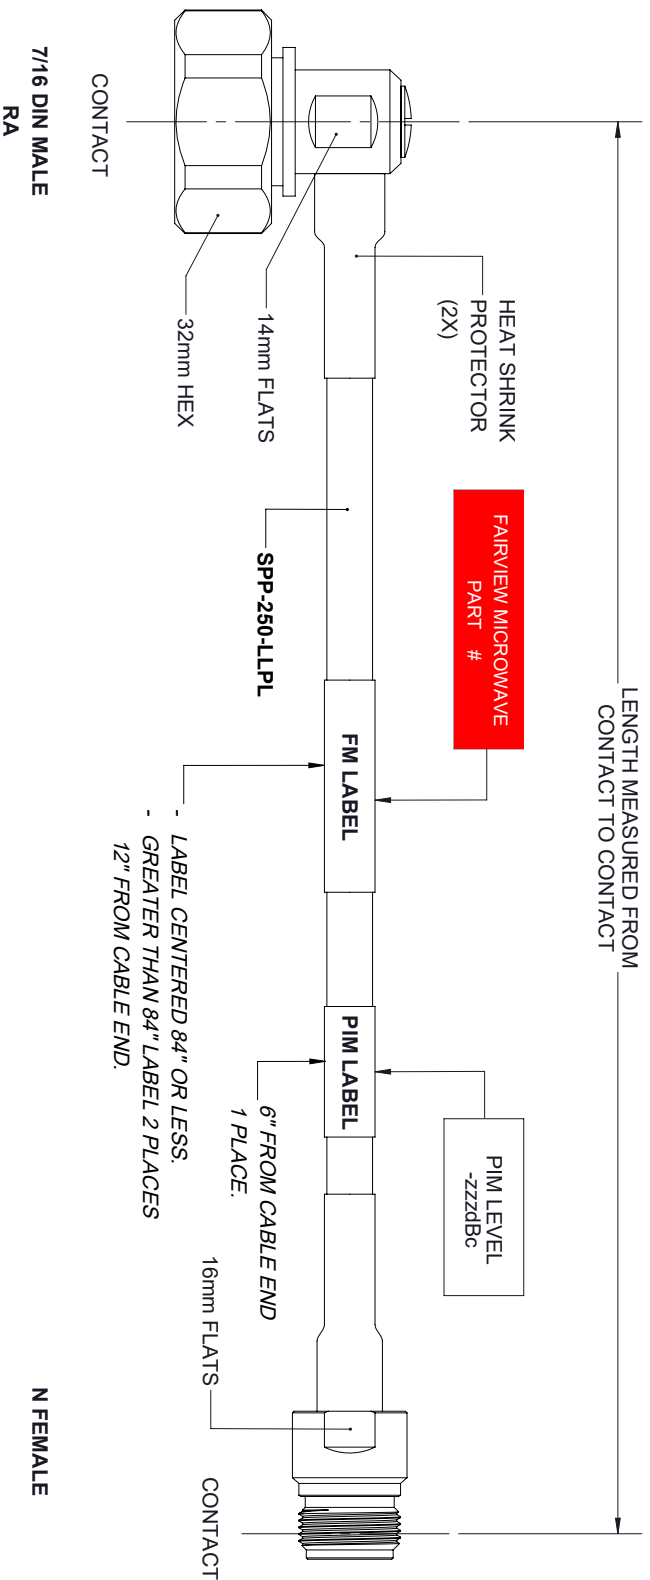 LENGTH MEASURED FROM
CONTACT TO CONTACT
HEAT SHRINK
PROTECTOR
(2X)
FAIRVIEW MICROWAVE
PART #
PIM LEVEL
-zzzdBc
FM LABEL
PIM LABEL
14mm FLATS
SPP-250-LLPL
6" FROM CABLE END
1 PLACE.
16mm FLATS
32mm HEX
- LABEL CENTERED 84" OR LESS.
- GREATER THAN 84" LABEL 2 PLACES
12" FROM CABLE END.
CONTACT
CONTACT
7/16 DIN MALE
RA
N FEMALE